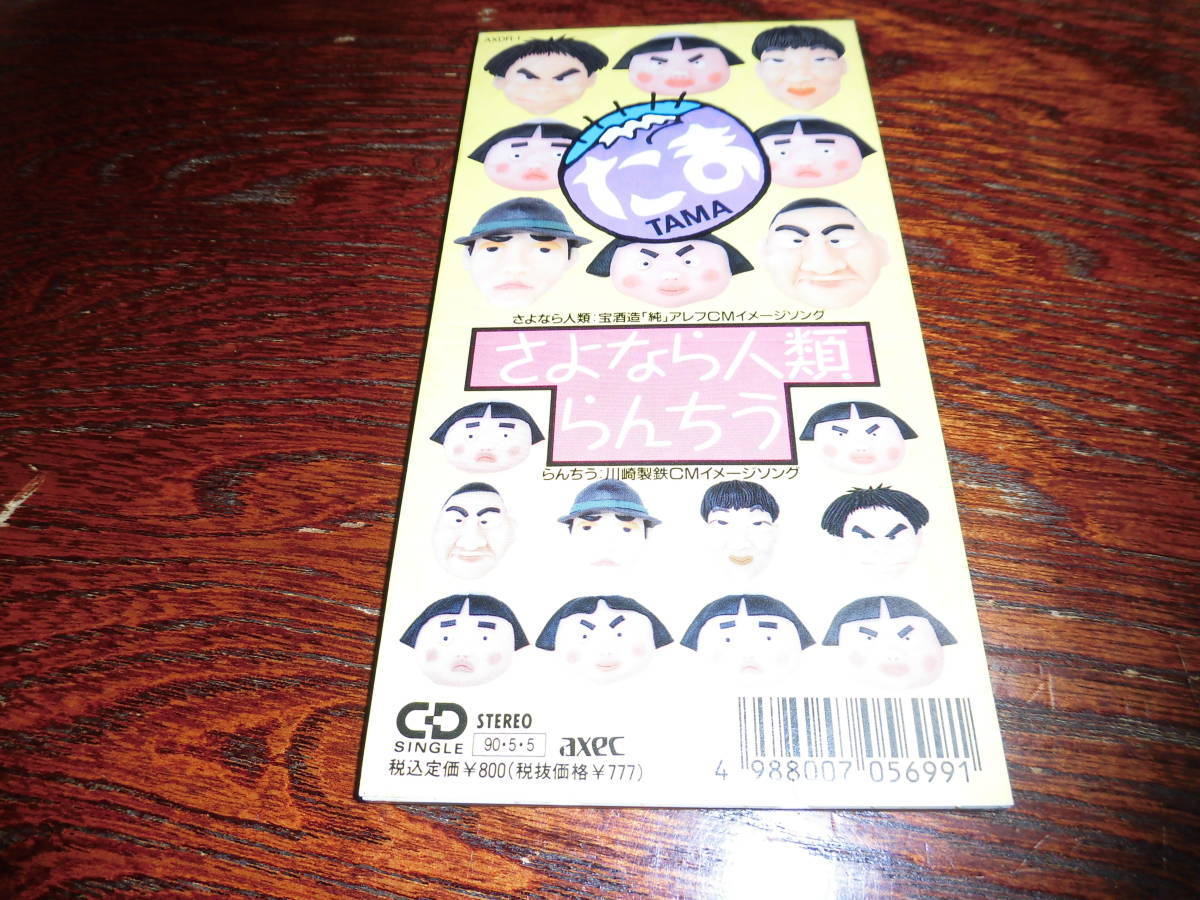 AXDR-1
たま
TAMA
さよなら人類:宝酒造「純」アレフCMイメージソング
さよなら人類
らんちう
らんちう:川崎製鉄CMイメージソング
CD STEREO
SINGLE 90・5・5 axec
税込定価¥800(税抜価格¥777)
4 988007 056991